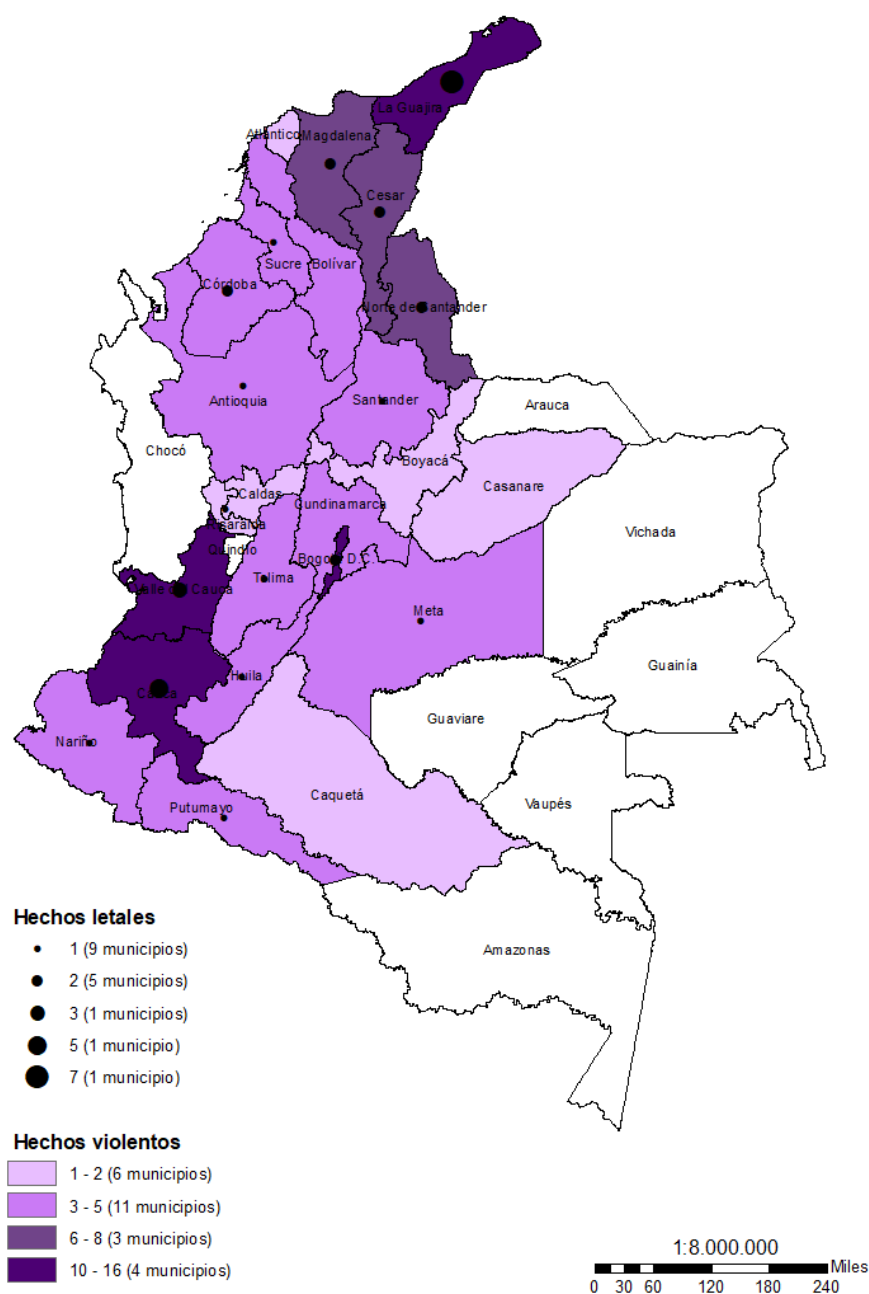 La Guajira
Atlántico
Magdalena
Cesar
Sucre
Bolívar
Córdoba
Norte de Santander
Antioquia
Santander
Arauca
Chocó
Boyacá
Caldas
Casanare
Cundinamarca
Risaralda
Vichada
Quindío
Bogotá D.C.
Tolima
Valle del Cauca
Meta
Guainía
Huila
Cauca
Guaviare
Nariño
Caquetá
Vaupés
Putumayo
Amazonas
Hechos letales
1 (9 municipios)
2 (5 municipios)
3 (1 municipios)
5 (1 municipio)
7 (1 municipio)
Hechos violentos
1 - 2 (6 municipios)
3 - 5 (11 municipios)
6 - 8 (3 municipios)
10 - 16 (4 municipios)
1:8.000.000
Miles
0 30 60 120 180 240